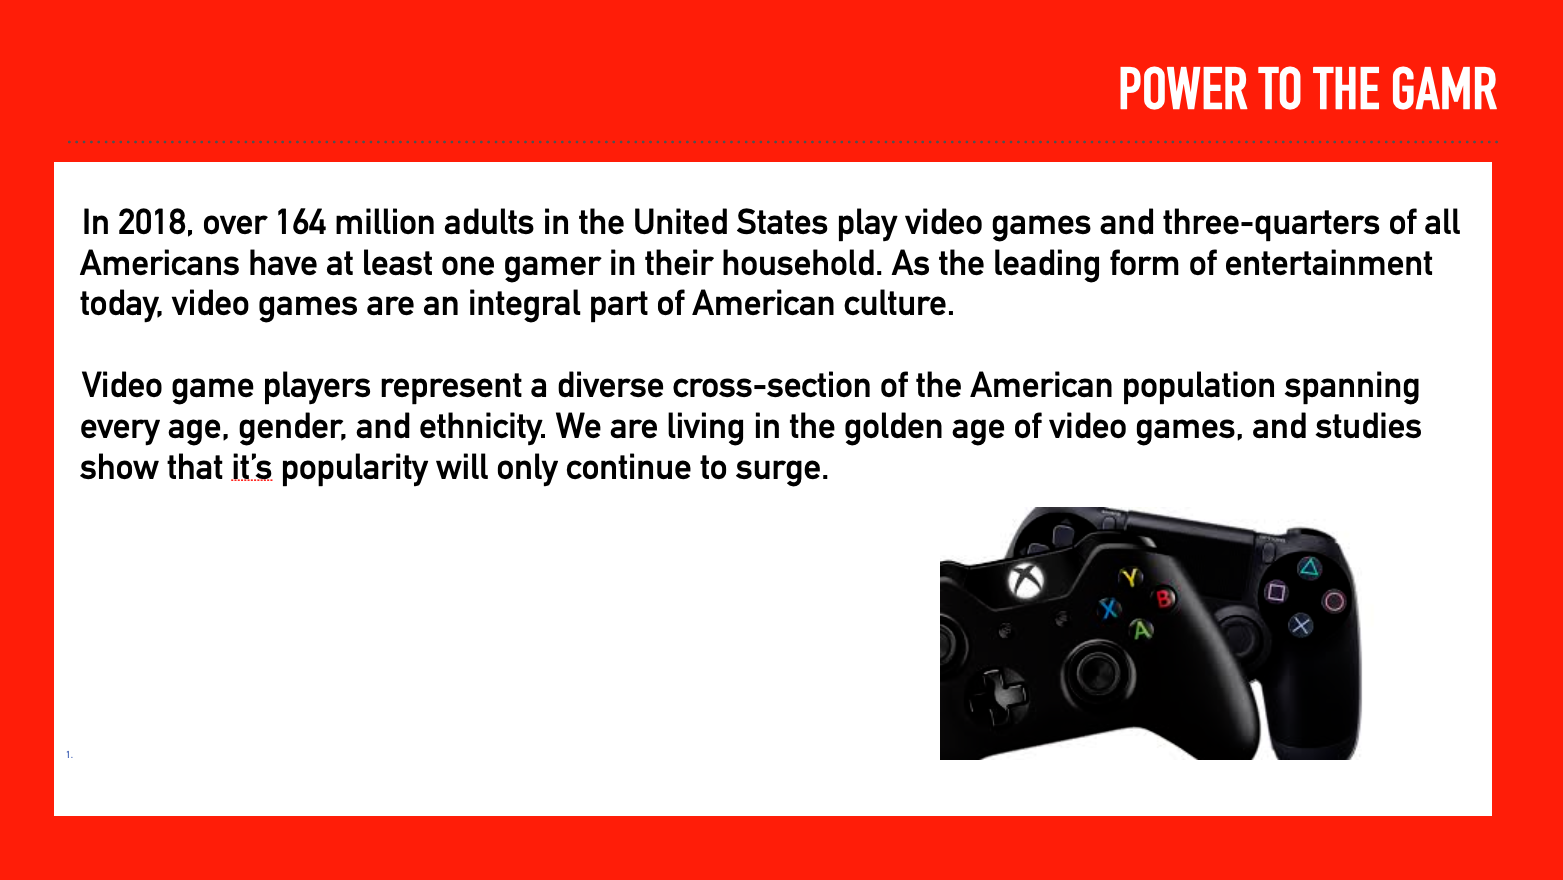 POWER TO THE GAMR
In 2018, over 164 million adults in the United States play video games and three-quarters of all
Americans have at least one gamer in their household. As the leading form of entertainment
today, video games are an integral part of American culture.
Video game players represent a diverse cross-section of the American population spanning
every age, gender, and ethnicity. We are living in the golden age of video games, and studies
show that it’s popularity will only continue to surge.
Y
X B
A
1.